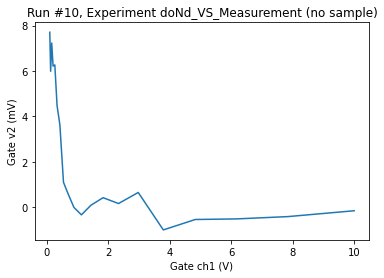 Run #10, Experiment doNd_VS_Measurement (no sample)
8
6
4
2
0
Gate v2 (mV)
0 2 4 6 8 10
Gate ch1 (V)